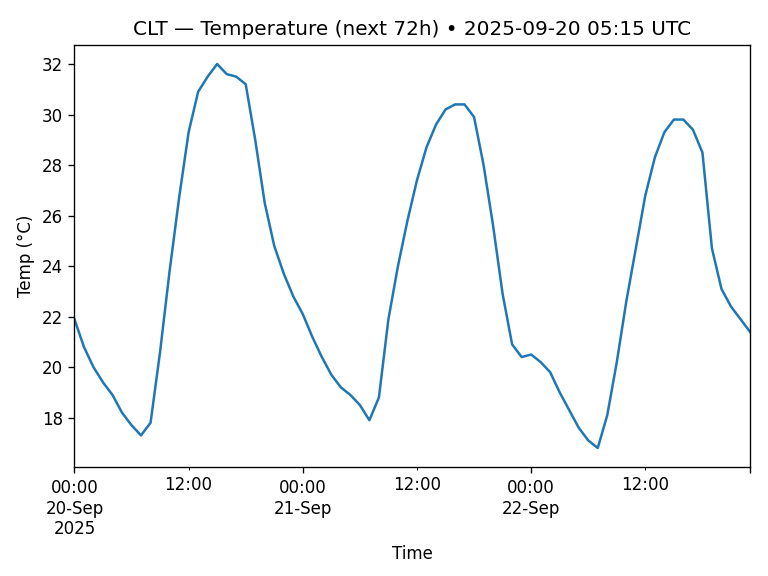 CLT — Temperature (next 72h) • 2025-09-20 05:15 UTC
Temp (°C)
32
30
28
26
24
22
20
18
00:00 12:00 00:00 12:00 00:00 12:00
20-Sep 21-Sep 22-Sep
2025
Time